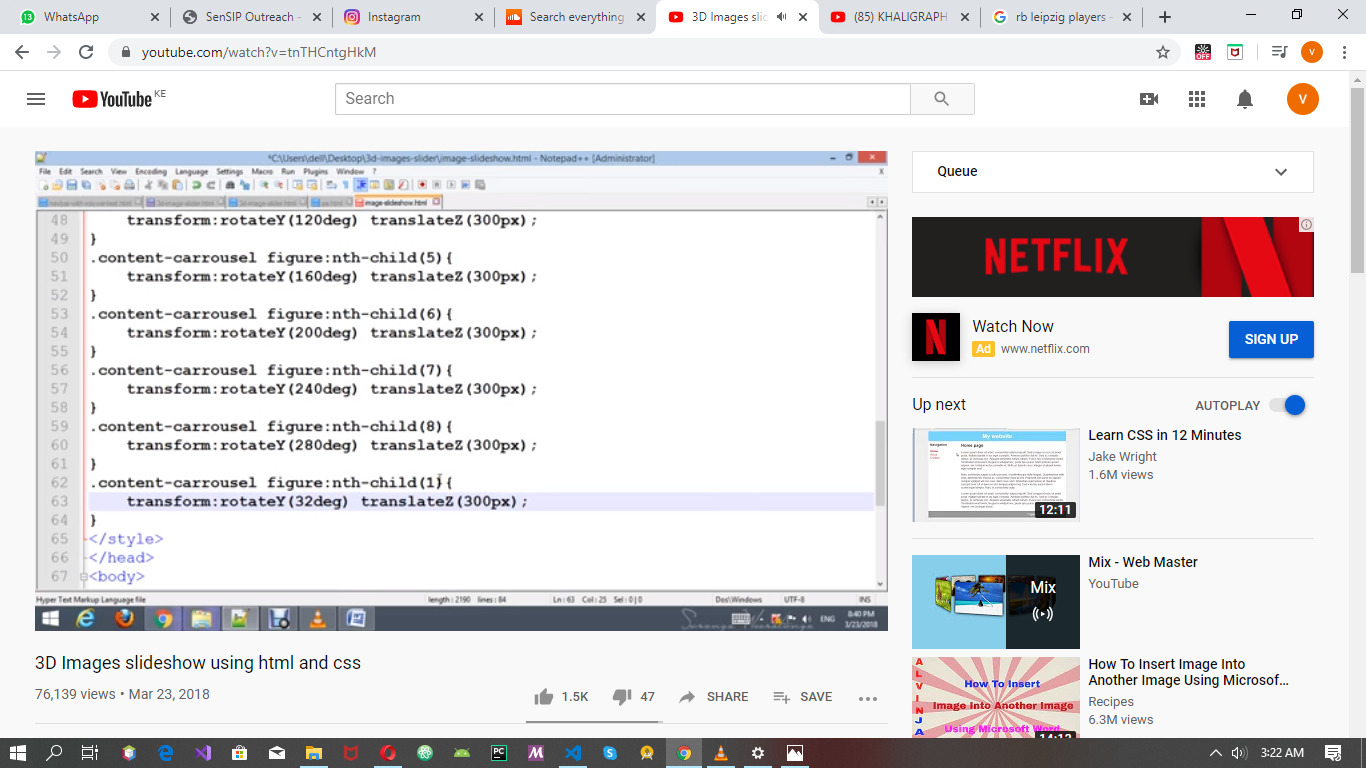 WhatsApp
SenSIP Outreach -
Instagram
Search everything
3D Images slid
(85) KHALIGRAPH
rb leipzig players -
youtube.com/watch?v=tnTHCntgHkM
OFF
V
YouTube KE
Search
V
*C:\Users\dell\Desktop\3d-images-slider\image-slideshow.html - Notepad++ [Administrator]
File Edit Search View Encoding Language Settings Macro Run Plugins Window ? X
image-slideshow.html
48 transform:rotateY(120deg) translateZ(300px);
49 }
50 .content-carrousel figure:nth-child(5){
51 transform:rotateY(160deg) translateZ(300px);
52 }
53 .content-carrousel figure:nth-child(6){
54 transform:rotateY(200deg) translateZ(300px);
55 }
56 .content-carrousel figure:nth-child(7){
57 transform:rotateY(240deg) translateZ(300px);
58 }
59 .content-carrousel figure:nth-child(8){
60 transform:rotateY(280deg) translateZ(300px);
61 }
62 .content-carrousel figure:nth-child(1){
63 transform:rotateY(32deg) translateZ(300px);
64 }
65 </style>
66 </head>
67 <body>
Hyper Text Markup Language file length : 2190 lines : 84 Ln : 63 Col : 25 Sel : 0 | 0 Dos\Windows UTF-8 INS
ENG
8:40 PM
3/23/2018
3D Images slideshow using html and css
76,139 views • Mar 23, 2018
1.5K
47
SHARE
SAVE
Queue
NETFLIX
Watch Now
Ad www.netflix.com
SIGN UP
Up next
AUTOPLAY
My website
Home page
12:11
Learn CSS in 12 Minutes
Jake Wright
1.6M views
Mix
Mix - Web Master
YouTube
ALVINJA
How To Insert
Image Into Another Image
Using Microsoft Word
14:13
How To Insert Image Into
Another Image Using Microsof…
Recipes
6.3M views
3:22 AM